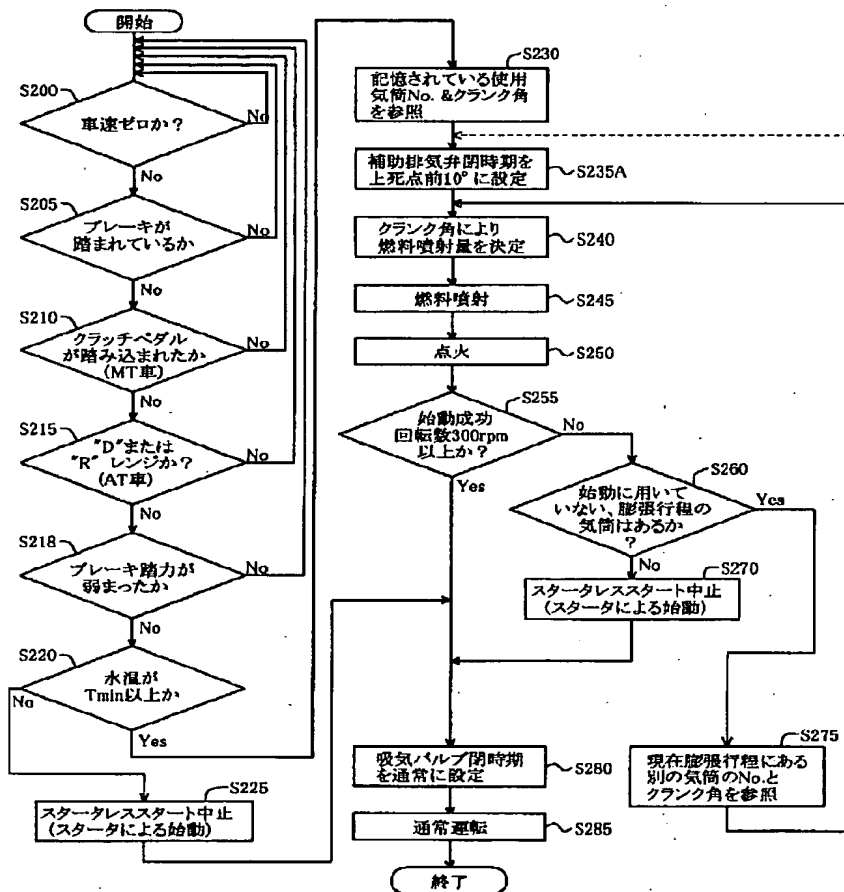 開始
S200
車速ゼロか？
No
No
S205
ブレーキが
踏まれているか
No
No
S210
クラッチペダル
が踏み込まれたか
(MT車)
No
No
S215
"D"または
"R" レンジか？
(AT車)
No
No
S218
ブレーキ踏力が
弱まったか
No
No
S220
水温が
Tmin以上か
No
Yes
S225
スタータレススタート中止
(スタータによる始動)
S230
記憶されている使用
気筒No.&クランク角
を参照
補助排気弁閉時期を
上死点前10°に設定
S235A
クランク角により
燃料噴射量を決定
S240
燃料噴射
S245
点火
S250
S255
始動成功
回転数300rpm
以上か？
No
Yes
S260
始動に用いて
いない、膨張行程の
気筒はあるか
？
Yes
No
S270
スタータレススタート中止
(スタータによる始動)
S275
現在膨張行程にある
別の気筒のNo.と
クランク角を参照
吸気バルブ閉時期
を通常に設定
S280
通常運転
S285
終了